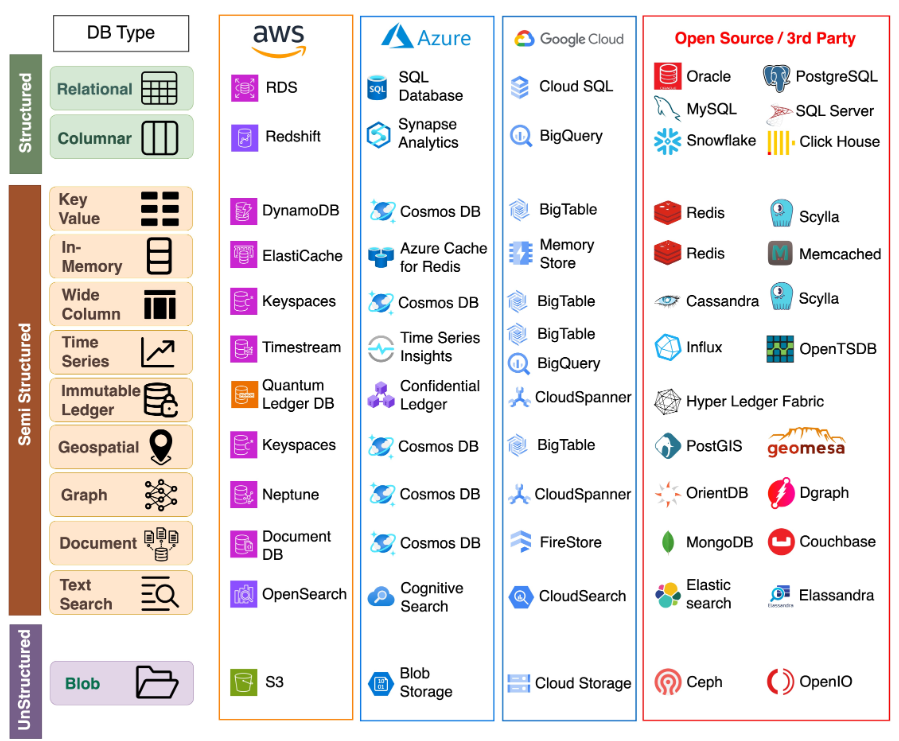 DB Type
aws
Azure
Google Cloud
Open Source / 3rd Party
Structured
Relational
RDS
SQL
Database
Cloud SQL
Oracle
PostgreSQL
MySQL
SQL Server
Columnar
Redshift
Synapse
Analytics
BigQuery
Snowflake
Click House
Semi Structured
Key
Value
DynamoDB
Cosmos DB
BigTable
Redis
Scylla
In-
Memory
ElastiCache
Azure Cache
for Redis
Memory
Store
Redis
Memcached
Wide
Column
Keyspaces
Cosmos DB
BigTable
Cassandra
Scylla
Time
Series
Timestream
Time Series
Insights
BigTable
BigQuery
Influx
OpenTSDB
Immutable
Ledger
Quantum
Ledger DB
Confidential
Ledger
CloudSpanner
Hyper Ledger Fabric
Geospatial
Keyspaces
Cosmos DB
BigTable
PostGIS
geomesa
Graph
Neptune
Cosmos DB
CloudSpanner
OrientDB
Dgraph
Document
Document
DB
Cosmos DB
FireStore
MongoDB
Couchbase
Text
Search
OpenSearch
Cognitive
Search
CloudSearch
Elastic
search
Elassandra
UnStructured
Blob
S3
Blob
Storage
Cloud Storage
Ceph
OpenIO